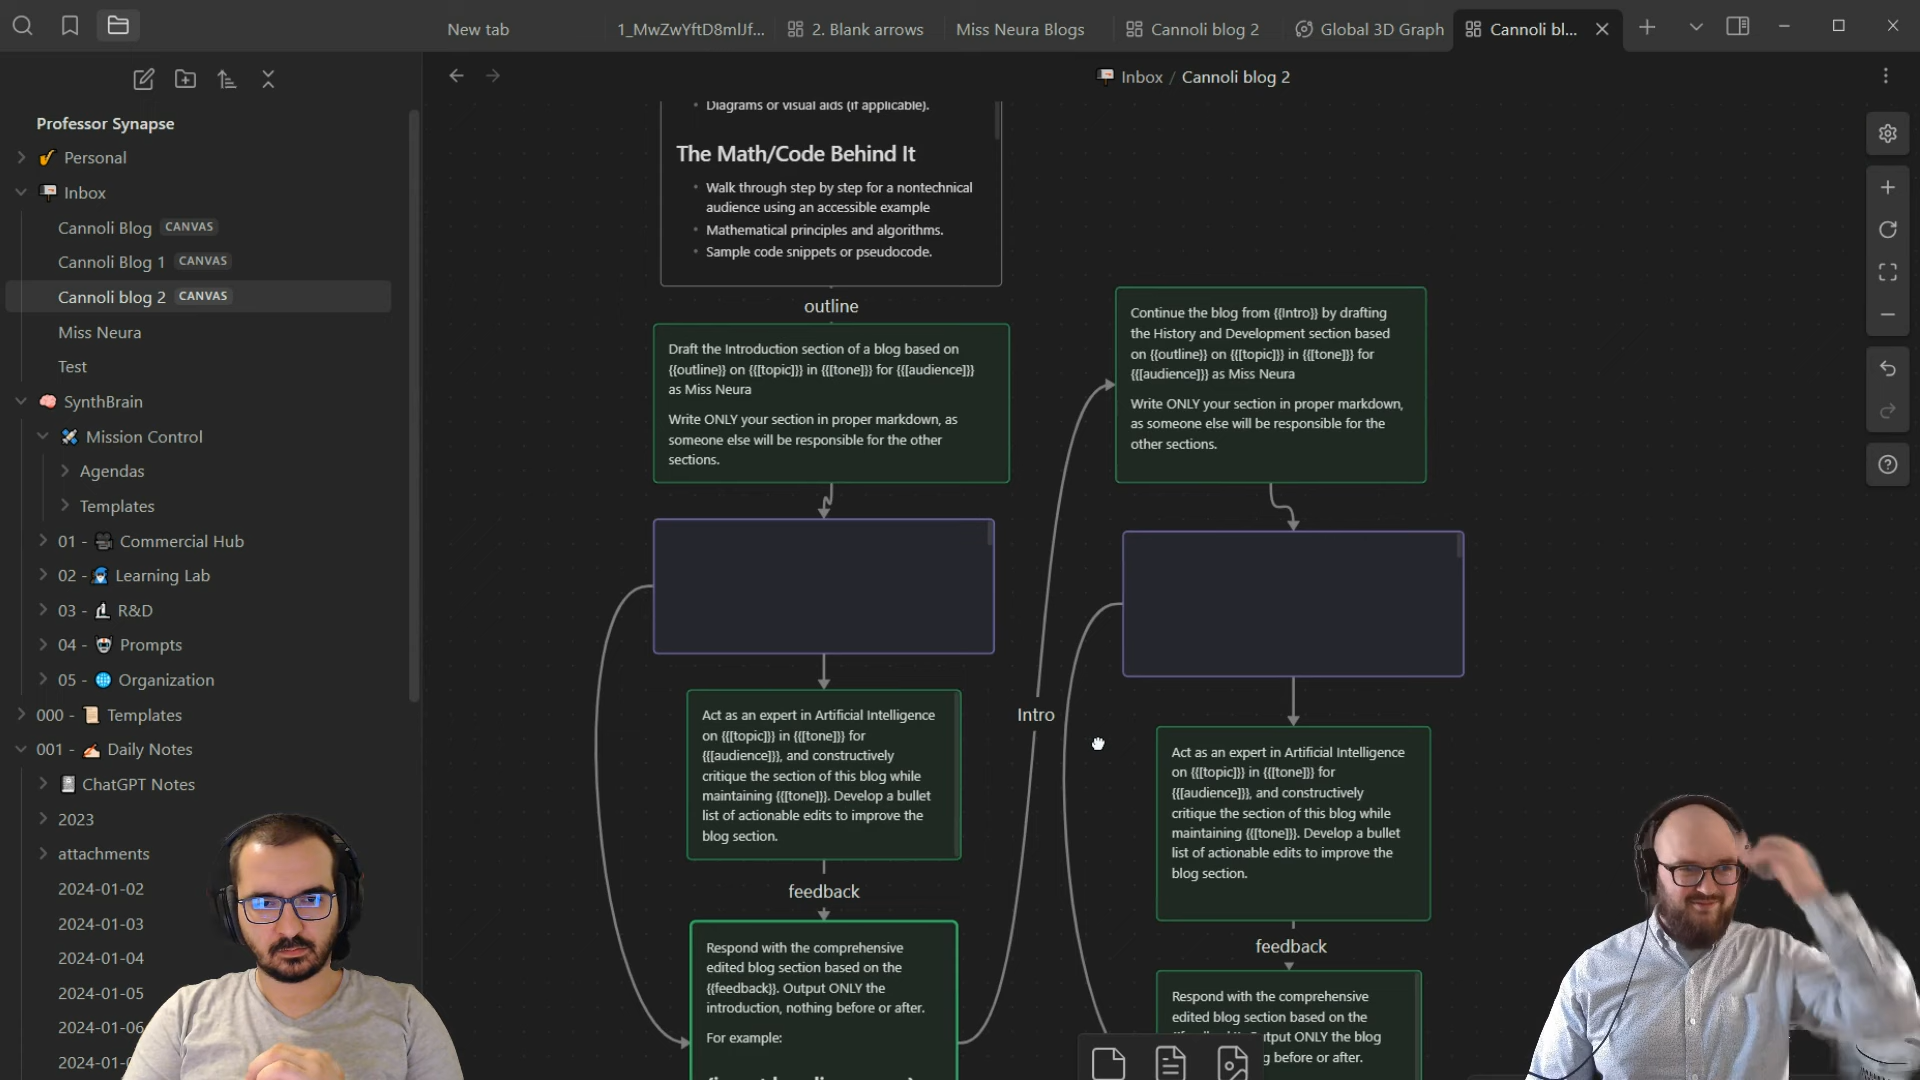 New tab
1_MwZwYftD8mlJf...
2. Blank arrows
Miss Neura Blogs
Cannoli blog 2
Global 3D Graph
Cannoli bl...
Inbox / Cannoli blog 2
Professor Synapse
Personal
Inbox
Cannoli Blog CANVAS
Cannoli Blog 1 CANVAS
Cannoli blog 2 CANVAS
Miss Neura
Test
SynthBrain
Mission Control
Agendas
Templates
01 - Commercial Hub
02 - Learning Lab
03 - R&D
04 - Prompts
05 - Organization
000 - Templates
001 - Daily Notes
ChatGPT Notes
2023
attachments
2024-01-02
2024-01-03
2024-01-04
2024-01-05
2024-01-06
2024-01-
Diagrams or visual aids (if applicable).
The Math/Code Behind It
Walk through step by step for a nontechnical
audience using an accessible example
Mathematical principles and algorithms.
Sample code snippets or pseudocode.
outline
Draft the Introduction section of a blog based on
{{outline}} on {{[topic]}} in {{[tone]}} for {{[audience]}}
as Miss Neura
Write ONLY your section in proper markdown, as
someone else will be responsible for the other
sections.
Act as an expert in Artificial Intelligence
on {{[topic]}} in {{[tone]}} for
{{[audience]}}, and constructively
critique the section of this blog while
maintaining {{[tone]}}. Develop a bullet
list of actionable edits to improve the
blog section.
feedback
Respond with the comprehensive
edited blog section based on the
{{feedback}}. Output ONLY the
introduction, nothing before or after.
For example:
Intro
Continue the blog from {{Intro}} by drafting
the History and Development section based
on {{outline}} on {{[topic]}} in {{[tone]}} for
{{[audience]}} as Miss Neura
Write ONLY your section in proper markdown,
as someone else will be responsible for the
other sections.
Act as an expert in Artificial Intelligence
on {{[topic]}} in {{[tone]}} for
{{[audience]}}, and constructively
critique the section of this blog while
maintaining {{[tone]}}. Develop a bullet
list of actionable edits to improve the
blog section.
feedback
Respond with the comprehensive
edited blog section based on the
ONLY the blog
before or after.